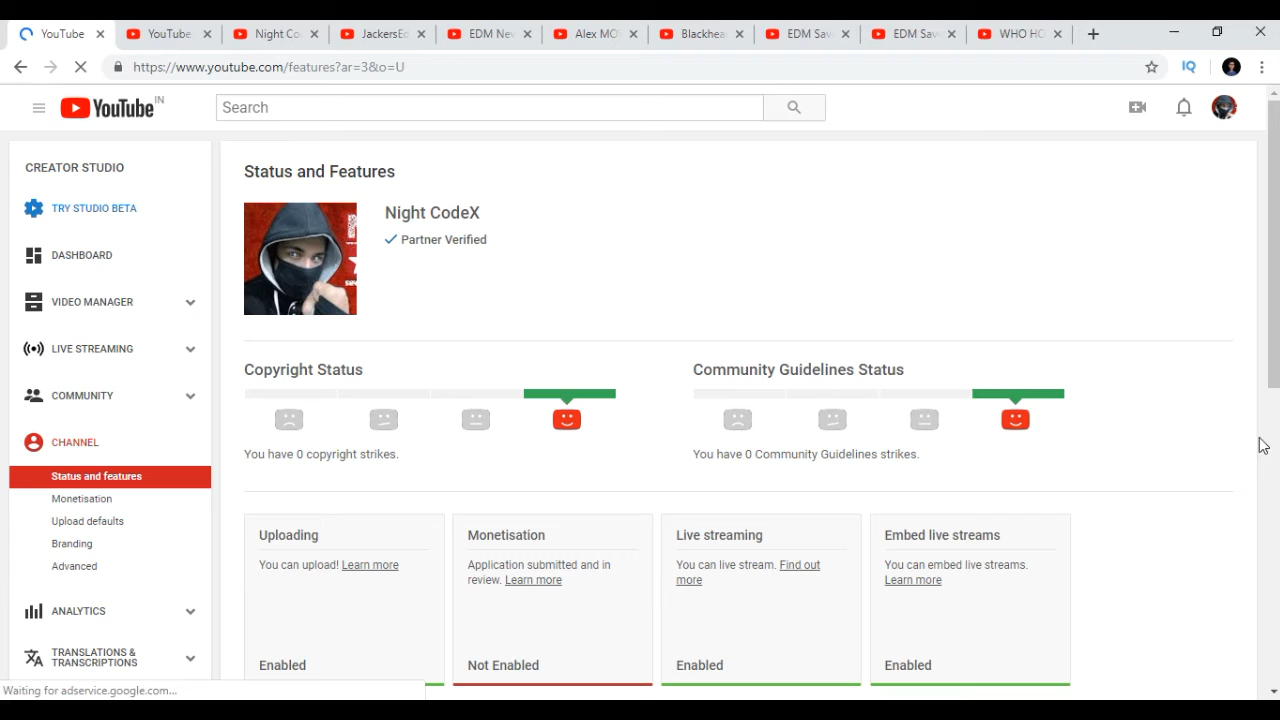 YouTube
YouTube
Night Co
JackersEd
EDM Nev
Alex MO
Blackhea
EDM Sav
EDM Sav
WHO HO
https://www.youtube.com/features?ar=3&o=U
IQ
YouTube IN
Search
CREATOR STUDIO
TRY STUDIO BETA
DASHBOARD
VIDEO MANAGER
LIVE STREAMING
COMMUNITY
CHANNEL
Status and features
Monetisation
Upload defaults
Branding
Advanced
ANALYTICS
TRANSLATIONS &
TRANSCRIPTIONS
Status and Features
Night CodeX
Partner Verified
Copyright Status
You have 0 copyright strikes.
Community Guidelines Status
You have 0 Community Guidelines strikes.
Uploading
You can upload! Learn more
Enabled
Monetisation
Application submitted and in
review. Learn more
Not Enabled
Live streaming
You can live stream. Find out
more
Enabled
Embed live streams
You can embed live streams.
Learn more
Enabled
Waiting for adservice.google.com...